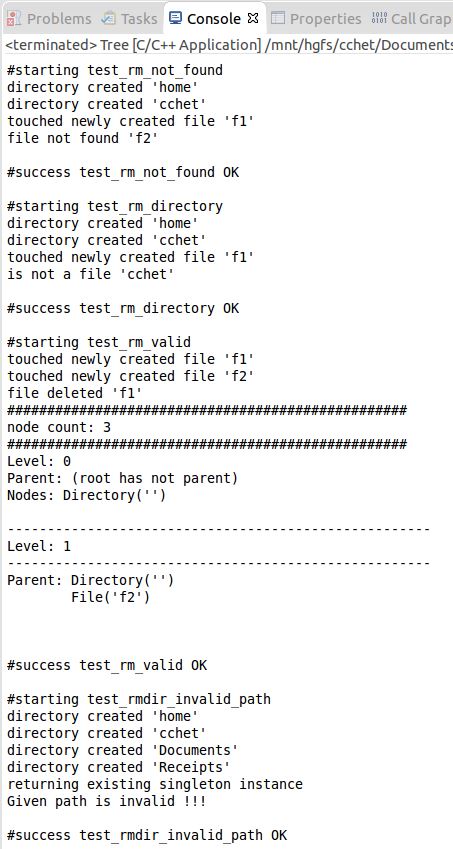 Problems Tasks Console Properties Call Grap
<terminated> Tree [C/C++ Application] /mnt/hgfs/cchet/Documents
#starting test_rm_not_found
directory created 'home'
directory created 'cchet'
touched newly created file 'f1'
file not found 'f2'
#success test_rm_not_found OK
#starting test_rm_directory
directory created 'home'
directory created 'cchet'
touched newly created file 'f1'
is not a file 'cchet'
#success test_rm_directory OK
#starting test_rm_valid
touched newly created file 'f1'
touched newly created file 'f2'
file deleted 'f1'
##################################################
node count: 3
##################################################
Level: 0
Parent: (root has not parent)
Nodes: Directory('')
-----------------------------------------------------
Level: 1
-----------------------------------------------------
Parent: Directory('')
File('f2')
#success test_rm_valid OK
#starting test_rmdir_invalid_path
directory created 'home'
directory created 'cchet'
directory created 'Documents'
directory created 'Receipts'
returning existing singleton instance
Given path is invalid !!!
#success test_rmdir_invalid_path OK